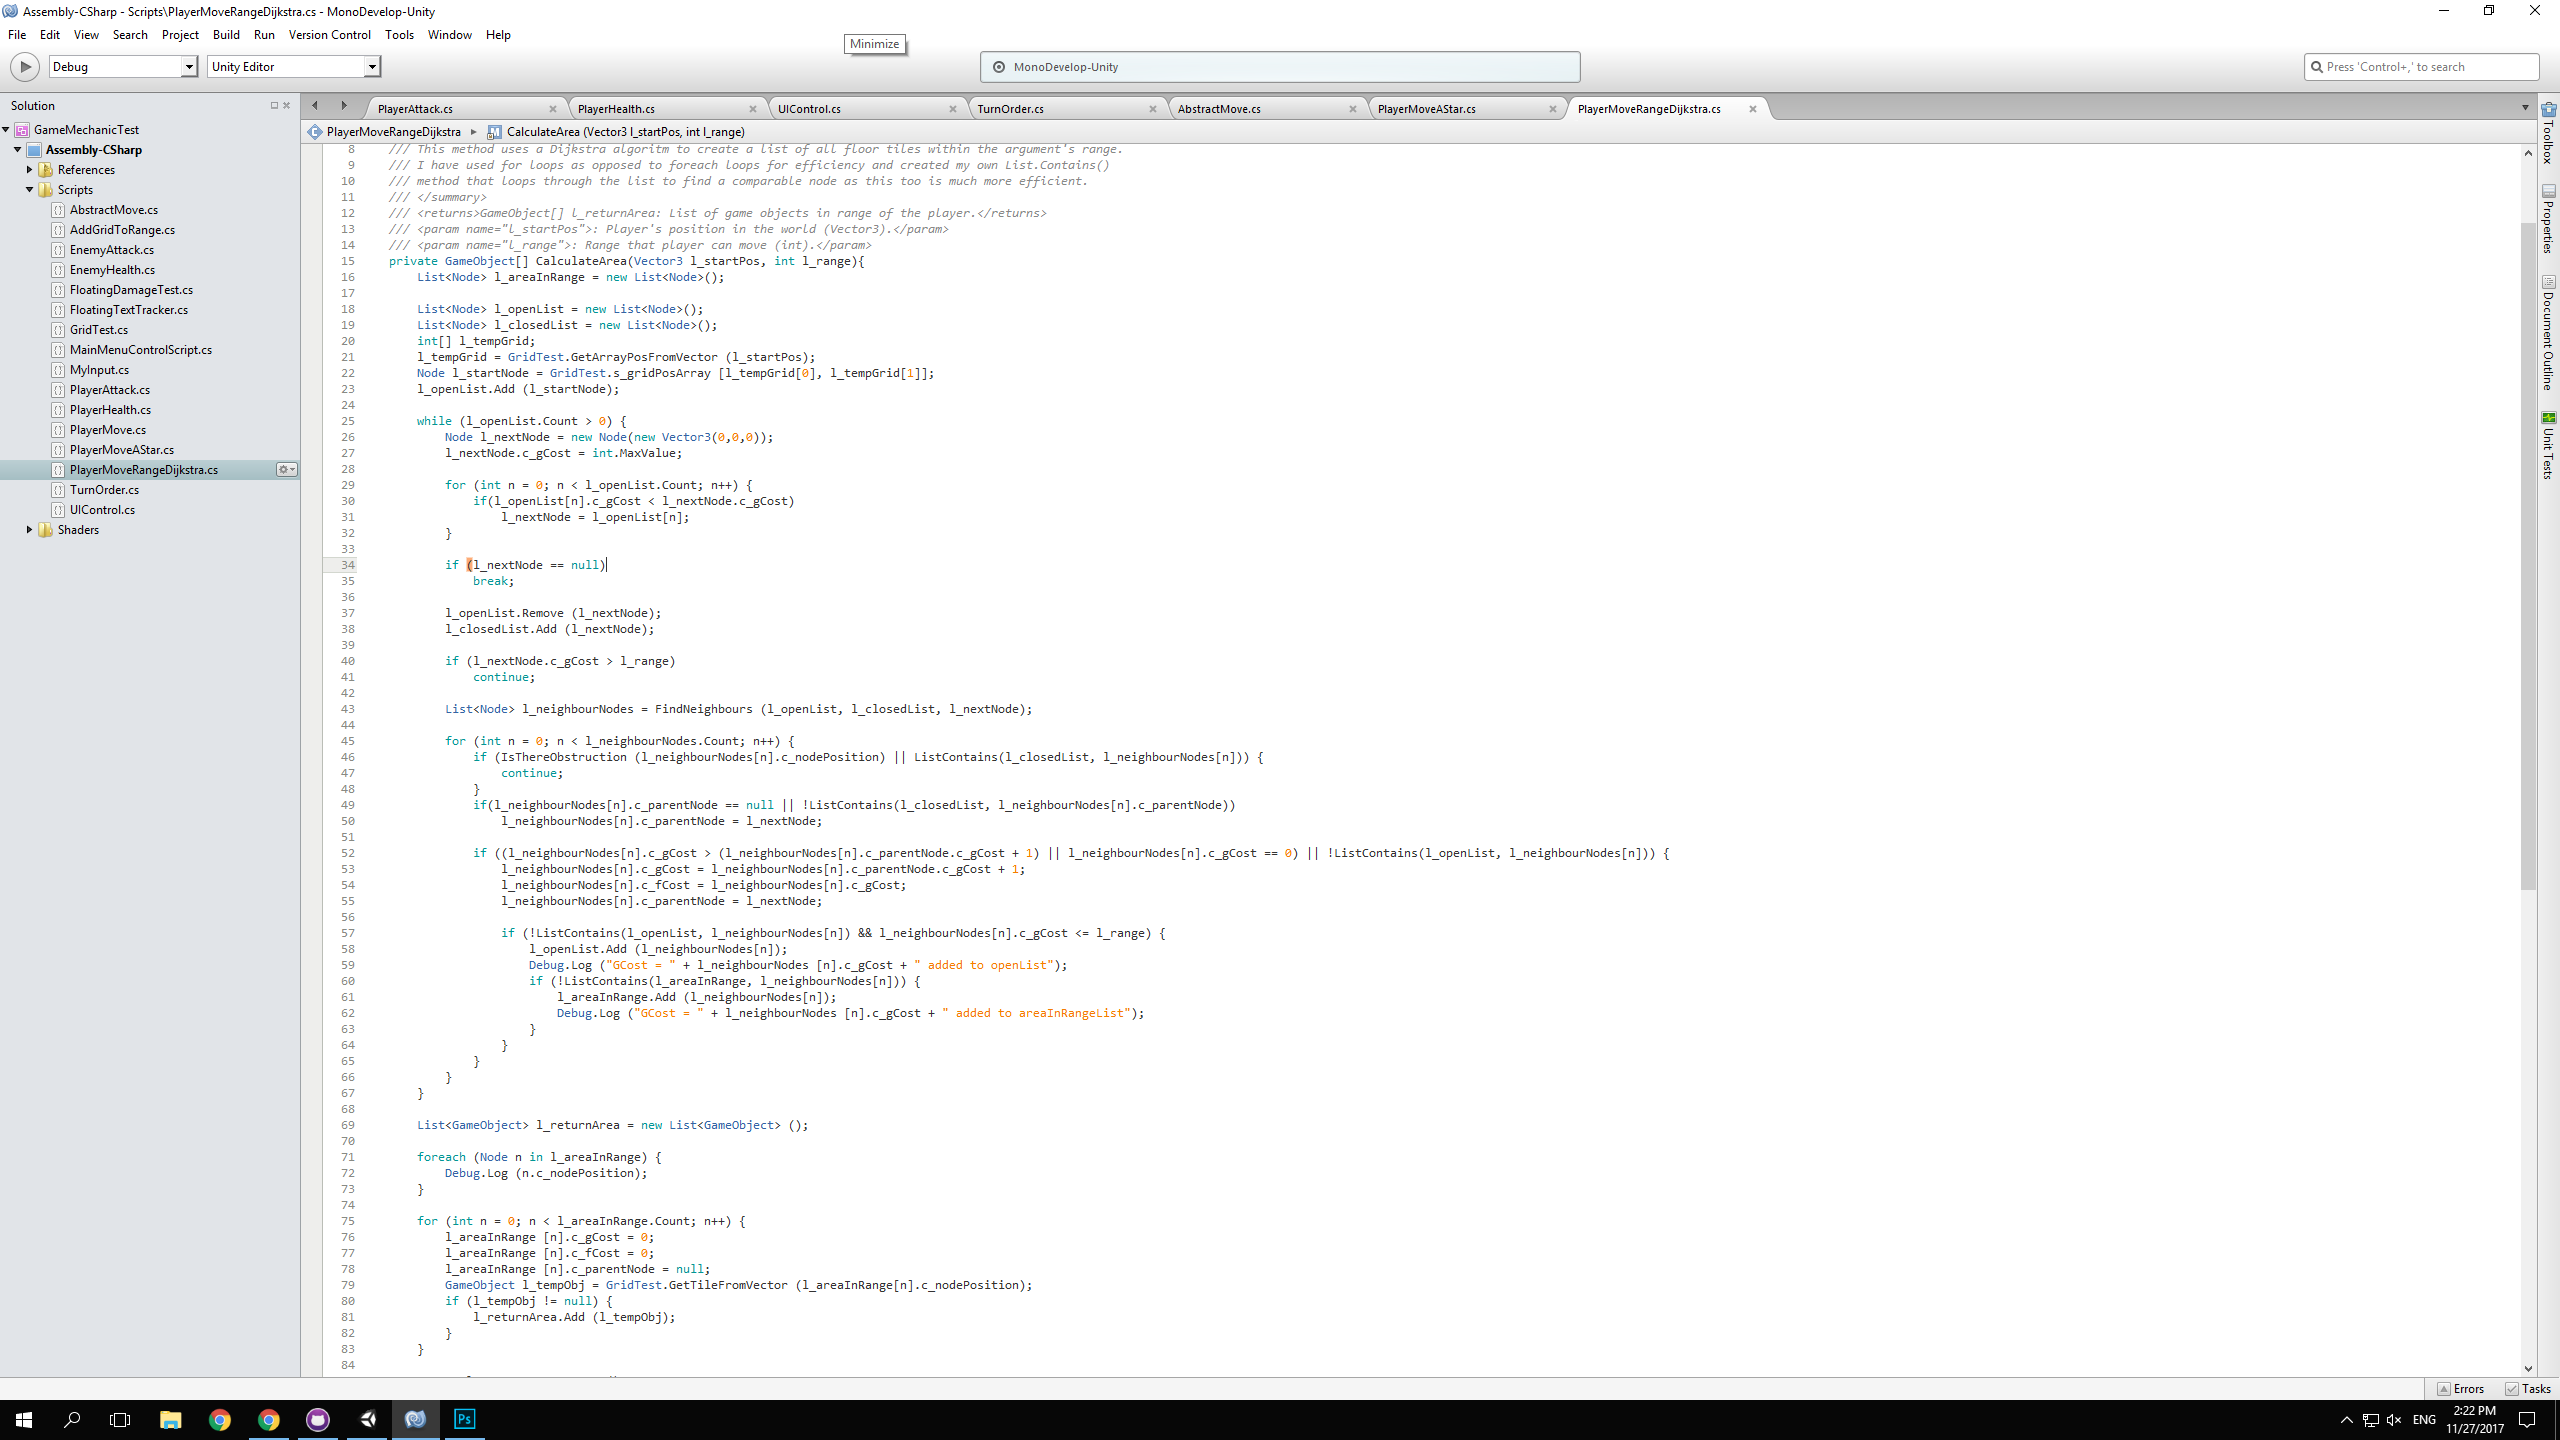 Assembly-CSharp - Scripts\PlayerMoveRangeDijkstra.cs - MonoDevelop-Unity
File Edit View Search Project Build Run Version Control Tools Window Help
Minimize
Debug
Unity Editor
MonoDevelop-Unity
Press 'Control+,' to search
Solution
GameMechanicTest
Assembly-CSharp
References
Scripts
AbstractMove.cs
AddGridToRange.cs
EnemyAttack.cs
EnemyHealth.cs
FloatingDamageTest.cs
FloatingTextTracker.cs
GridTest.cs
MainMenuControlScript.cs
MyInput.cs
PlayerAttack.cs
PlayerHealth.cs
PlayerMove.cs
PlayerMoveAStar.cs
PlayerMoveRangeDijkstra.cs
TurnOrder.cs
UIControl.cs
Shaders
PlayerAttack.cs PlayerHealth.cs UIControl.cs TurnOrder.cs AbstractMove.cs PlayerMoveAStar.cs PlayerMoveRangeDijkstra.cs
PlayerMoveRangeDijkstra CalculateArea (Vector3 l_startPos, int l_range)
8 /// This method uses a Dijkstra algoritm to create a list of all floor tiles within the argument's range.
9 /// I have used for loops as opposed to foreach loops for efficiency and created my own List.Contains()
10 /// method that loops through the list to find a comparable node as this too is much more efficient.
11 /// </summary>
12 /// <returns>GameObject[] l_returnArea: List of game objects in range of the player.</returns>
13 /// <param name="l_startPos">: Player's position in the world (Vector3).</param>
14 /// <param name="l_range">: Range that player can move (int).</param>
15 private GameObject[] CalculateArea(Vector3 l_startPos, int l_range){
16 List<Node> l_areaInRange = new List<Node>();
17
18 List<Node> l_openList = new List<Node>();
19 List<Node> l_closedList = new List<Node>();
20 int[] l_tempGrid;
21 l_tempGrid = GridTest.GetArrayPosFromVector (l_startPos);
22 Node l_startNode = GridTest.s_gridPosArray [l_tempGrid[0], l_tempGrid[1]];
23 l_openList.Add (l_startNode);
24
25 while (l_openList.Count > 0) {
26 Node l_nextNode = new Node(new Vector3(0,0,0));
27 l_nextNode.c_gCost = int.MaxValue;
28
29 for (int n = 0; n < l_openList.Count; n++) {
30 if(l_openList[n].c_gCost < l_nextNode.c_gCost)
31 l_nextNode = l_openList[n];
32 }
33
34 if (l_nextNode == null)
35 break;
36
37 l_openList.Remove (l_nextNode);
38 l_closedList.Add (l_nextNode);
39
40 if (l_nextNode.c_gCost > l_range)
41 continue;
42
43 List<Node> l_neighbourNodes = FindNeighbours (l_openList, l_closedList, l_nextNode);
44
45 for (int n = 0; n < l_neighbourNodes.Count; n++) {
46 if (IsThereObstruction (l_neighbourNodes[n].c_nodePosition) || ListContains(l_closedList, l_neighbourNodes[n])) {
47 continue;
48 }
49 if(l_neighbourNodes[n].c_parentNode == null || !ListContains(l_closedList, l_neighbourNodes[n].c_parentNode))
50 l_neighbourNodes[n].c_parentNode = l_nextNode;
51
52 if ((l_neighbourNodes[n].c_gCost > (l_neighbourNodes[n].c_parentNode.c_gCost + 1) || l_neighbourNodes[n].c_gCost == 0) || !ListContains(l_openList, l_neighbourNodes[n])) {
53 l_neighbourNodes[n].c_gCost = l_neighbourNodes[n].c_parentNode.c_gCost + 1;
54 l_neighbourNodes[n].c_fCost = l_neighbourNodes[n].c_gCost;
55 l_neighbourNodes[n].c_parentNode = l_nextNode;
56
57 if (!ListContains(l_openList, l_neighbourNodes[n]) && l_neighbourNodes[n].c_gCost <= l_range) {
58 l_openList.Add (l_neighbourNodes[n]);
59 Debug.Log ("GCost = " + l_neighbourNodes [n].c_gCost + " added to openList");
60 if (!ListContains(l_areaInRange, l_neighbourNodes[n])) {
61 l_areaInRange.Add (l_neighbourNodes[n]);
62 Debug.Log ("GCost = " + l_neighbourNodes [n].c_gCost + " added to areaInRangeList");
63 }
64 }
65 }
66 }
67 }
68
69 List<GameObject> l_returnArea = new List<GameObject> ();
70
71 foreach (Node n in l_areaInRange) {
72 Debug.Log (n.c_nodePosition);
73 }
74
75 for (int n = 0; n < l_areaInRange.Count; n++) {
76 l_areaInRange [n].c_gCost = 0;
77 l_areaInRange [n].c_fCost = 0;
78 l_areaInRange [n].c_parentNode = null;
79 GameObject l_tempObj = GridTest.GetTileFromVector (l_areaInRange[n].c_nodePosition);
80 if (l_tempObj != null) {
81 l_returnArea.Add (l_tempObj);
82 }
83 }
84
Toolbox
Properties
Document Outline
Unit Tests
Errors Tasks
Ps
ENG
2:22 PM
11/27/2017